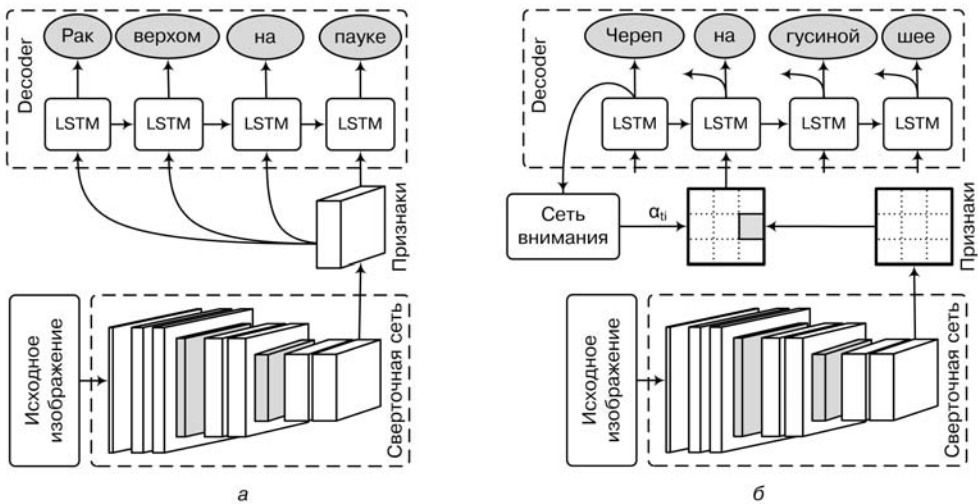 Decoder
Рак
верхом
на
пауке
LSTM
LSTM
LSTM
LSTM
Признаки
Исходное
изображение
Сверточная сеть
а
Decoder
Череп
на
гусиной
шее
LSTM
LSTM
LSTM
LSTM
Сеть
внимания
αti
Признаки
Исходное
изображение
Сверточная сеть
б